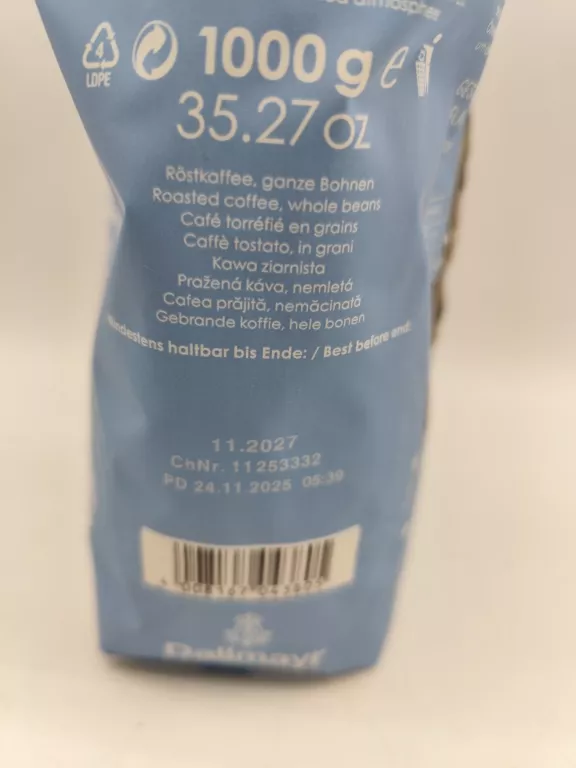 atmosphere
4
LDPE
1000 g e
35.27 oz
Röstkaffee, ganze Bohnen
Roasted coffee, whole beans
Café torréfié en grains
Caffè tostato, in grani
Kawa ziarnista
Pražená káva, nemletá
Cafea prăjită, nemăcinată
Gebrande koffie, hele bonen
Mindestens haltbar bis Ende: / Best before end:
11.2027
ChNr. 11253332
PD 24.11.2025 05:39
Dallmayr